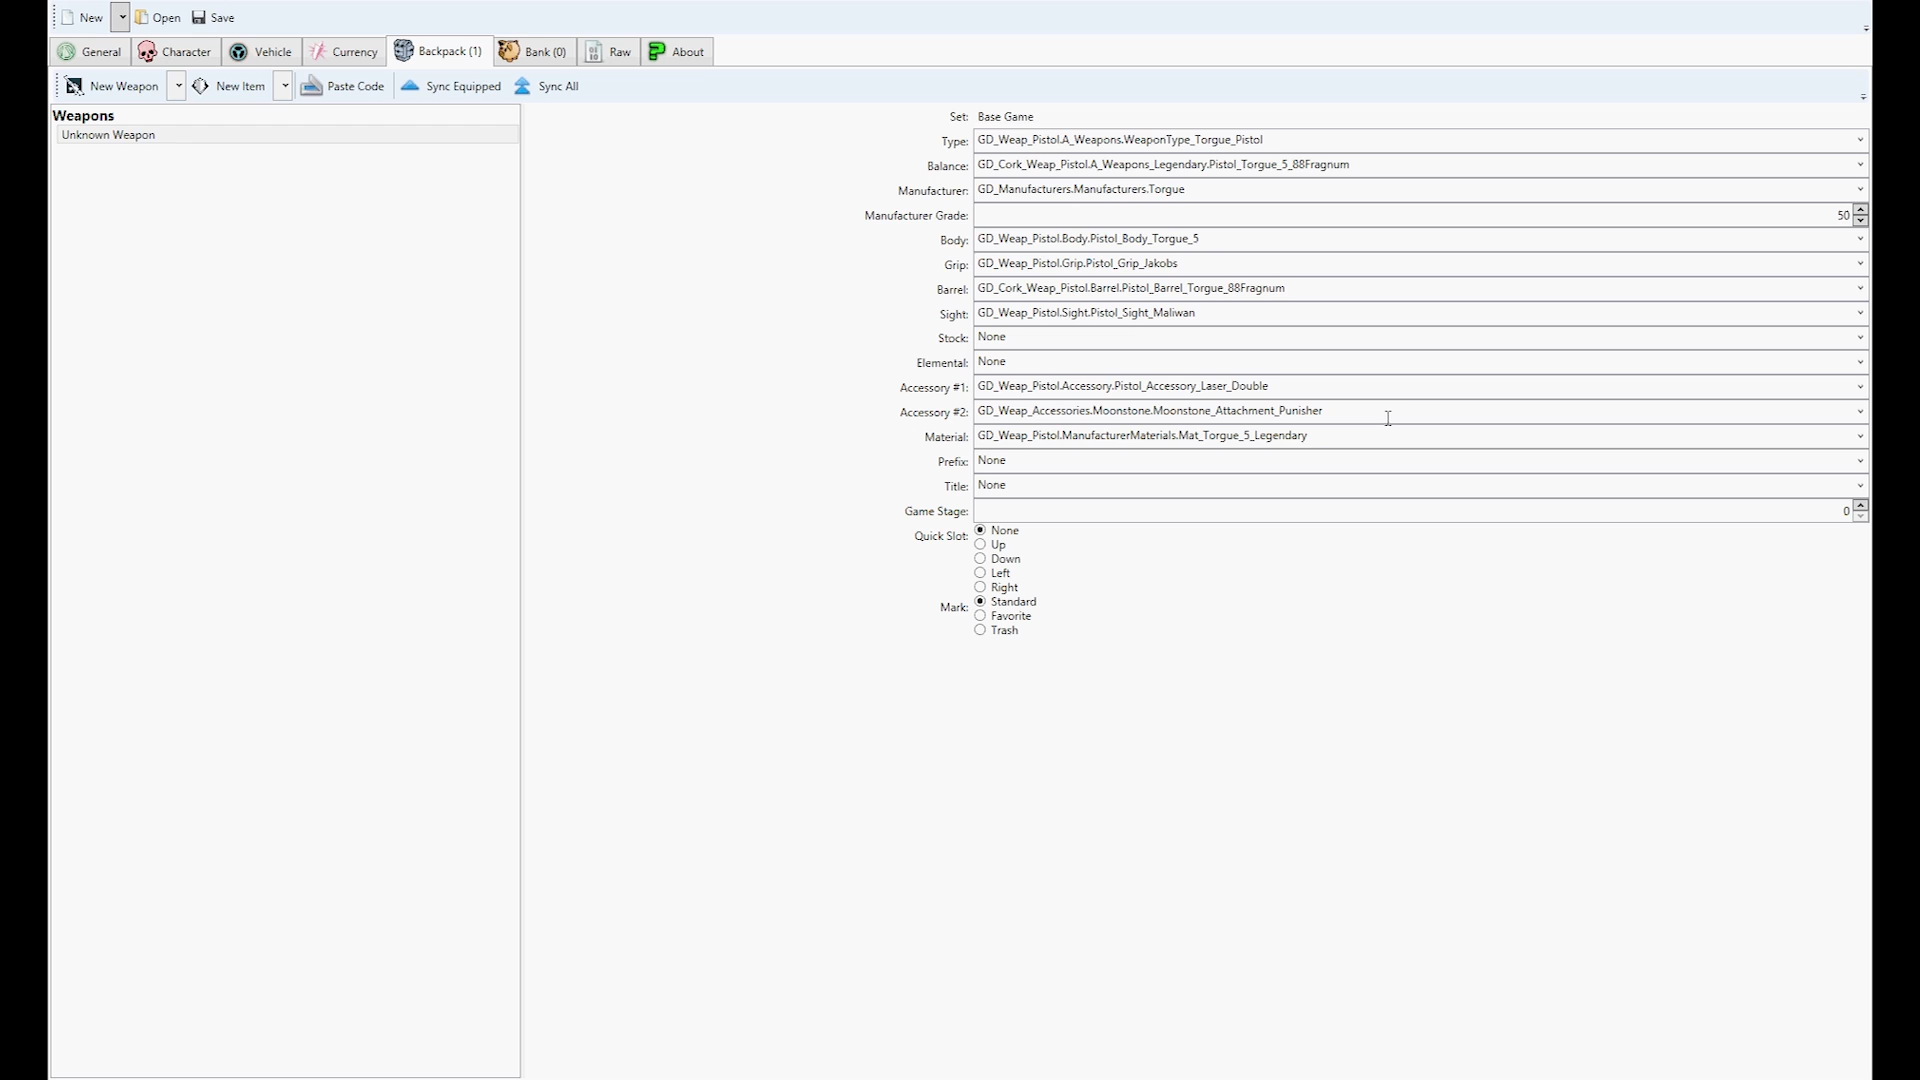 New Open Save
General Character Vehicle Currency Backpack (1) Bank (0) Raw About
New Weapon New Item Paste Code Sync Equipped Sync All
Weapons
Unknown Weapon
Set: Base Game
Type: GD_Weap_Pistol.A_Weapons.WeaponType_Torgue_Pistol
Balance: GD_Cork_Weap_Pistol.A_Weapons_Legendary.Pistol_Torgue_5_88Fragnum
Manufacturer: GD_Manufacturers.Manufacturers.Torgue
Manufacturer Grade: 50
Body: GD_Weap_Pistol.Body.Pistol_Body_Torgue_5
Grip: GD_Weap_Pistol.Grip.Pistol_Grip_Jakobs
Barrel: GD_Cork_Weap_Pistol.Barrel.Pistol_Barrel_Torgue_88Fragnum
Sight: GD_Weap_Pistol.Sight.Pistol_Sight_Maliwan
Stock: None
Elemental: None
Accessory #1: GD_Weap_Pistol.Accessory.Pistol_Accessory_Laser_Double
Accessory #2: GD_Weap_Accessories.Moonstone.Moonstone_Attachment_Punisher
Material: GD_Weap_Pistol.ManufacturerMaterials.Mat_Torgue_5_Legendary
Prefix: None
Title: None
Game Stage: 0
Quick Slot: None
Up
Down
Left
Right
Mark: Standard
Favorite
Trash